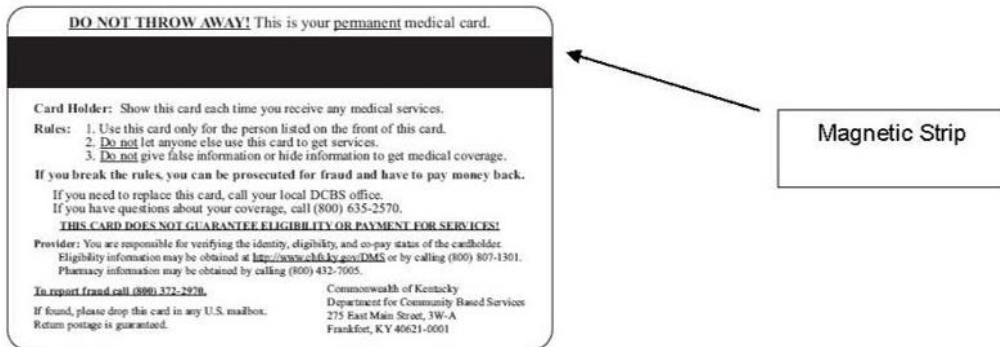 DO NOT THROW AWAY! This is your permanent medical card.
Magnetic Strip
Card Holder: Show this card each time you receive any medical services.
Rules: 1. Use this card only for the person listed on the front of this card.
2. Do not let anyone else use this card to get services.
3. Do not give false information or hide information to get medical coverage.
If you break the rules, you can be prosecuted for fraud and have to pay money back.
If you need to replace this card, call your local DCBS office.
If you have questions about your coverage, call (800) 635-2570.
THIS CARD DOES NOT GUARANTEE ELIGIBILITY OR PAYMENT FOR SERVICES!
Provider: You are responsible for verifying the identity, eligibility, and co-pay status of the cardholder.
Eligibility information may be obtained at http://www.chfs.ky.gov/DMS or by calling (800) 807-1301.
Pharmacy information may be obtained by calling (800) 432-7005.
To report fraud call (800) 372-2970.
If found, please drop this card in any U.S. mailbox.
Return postage is guaranteed.
Commonwealth of Kentucky
Department for Community Based Services
275 East Main Street, 3W-A
Frankfort, KY 40621-0001